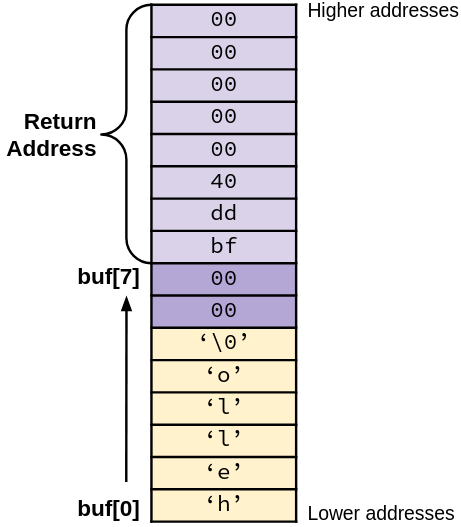 Higher addresses
00
00
00
00
Return
Address
00
40
dd
bf
buf[7]
00
00
‘\0’
‘o’
‘l’
‘l’
‘e’
buf[0]
‘h’
Lower addresses